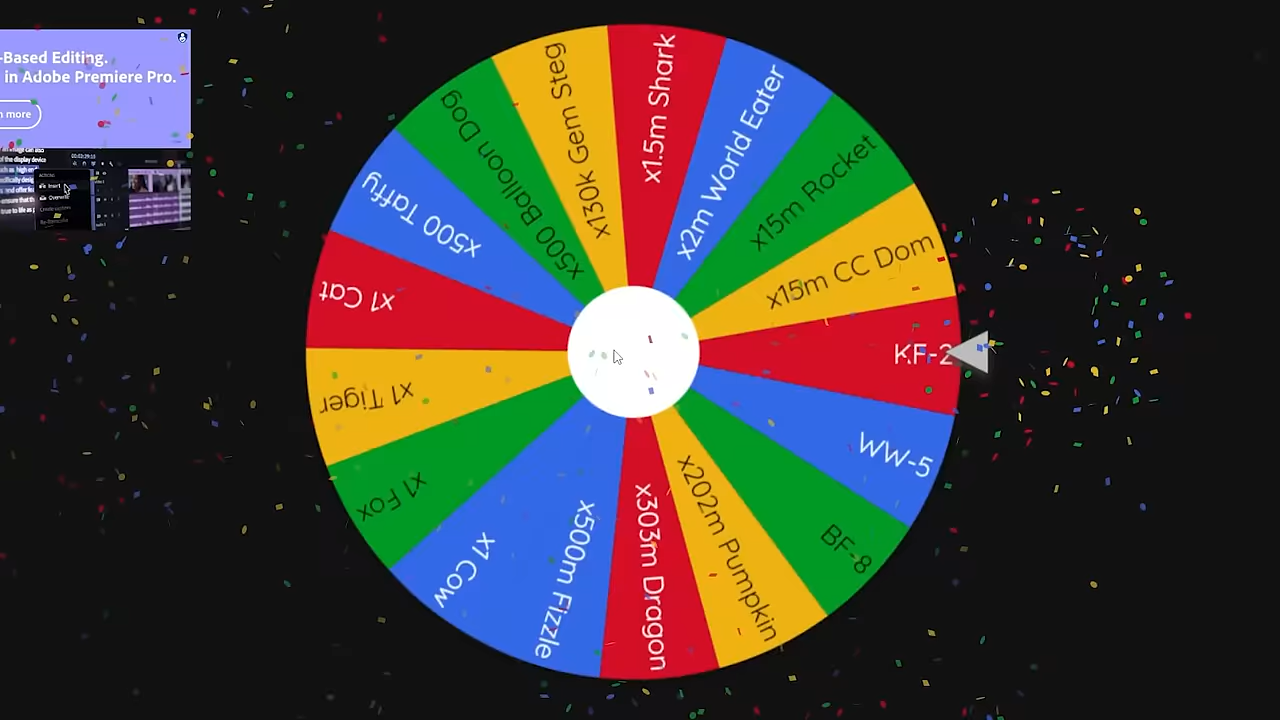 -Based Editing.
in Adobe Premiere Pro.
more
x130k Gem Steg
x1.5m Shark
x2m World Eater
x15m Rocket
x15m CC Dom
KF-2
WW-5
BF-8
x202m Pumpkin
x303m Dragon
x500m Fizzle
x1 Cow
x1 Fox
x1 Tiger
x1 Cat
x500 Taffy
x500 Balloon Dog